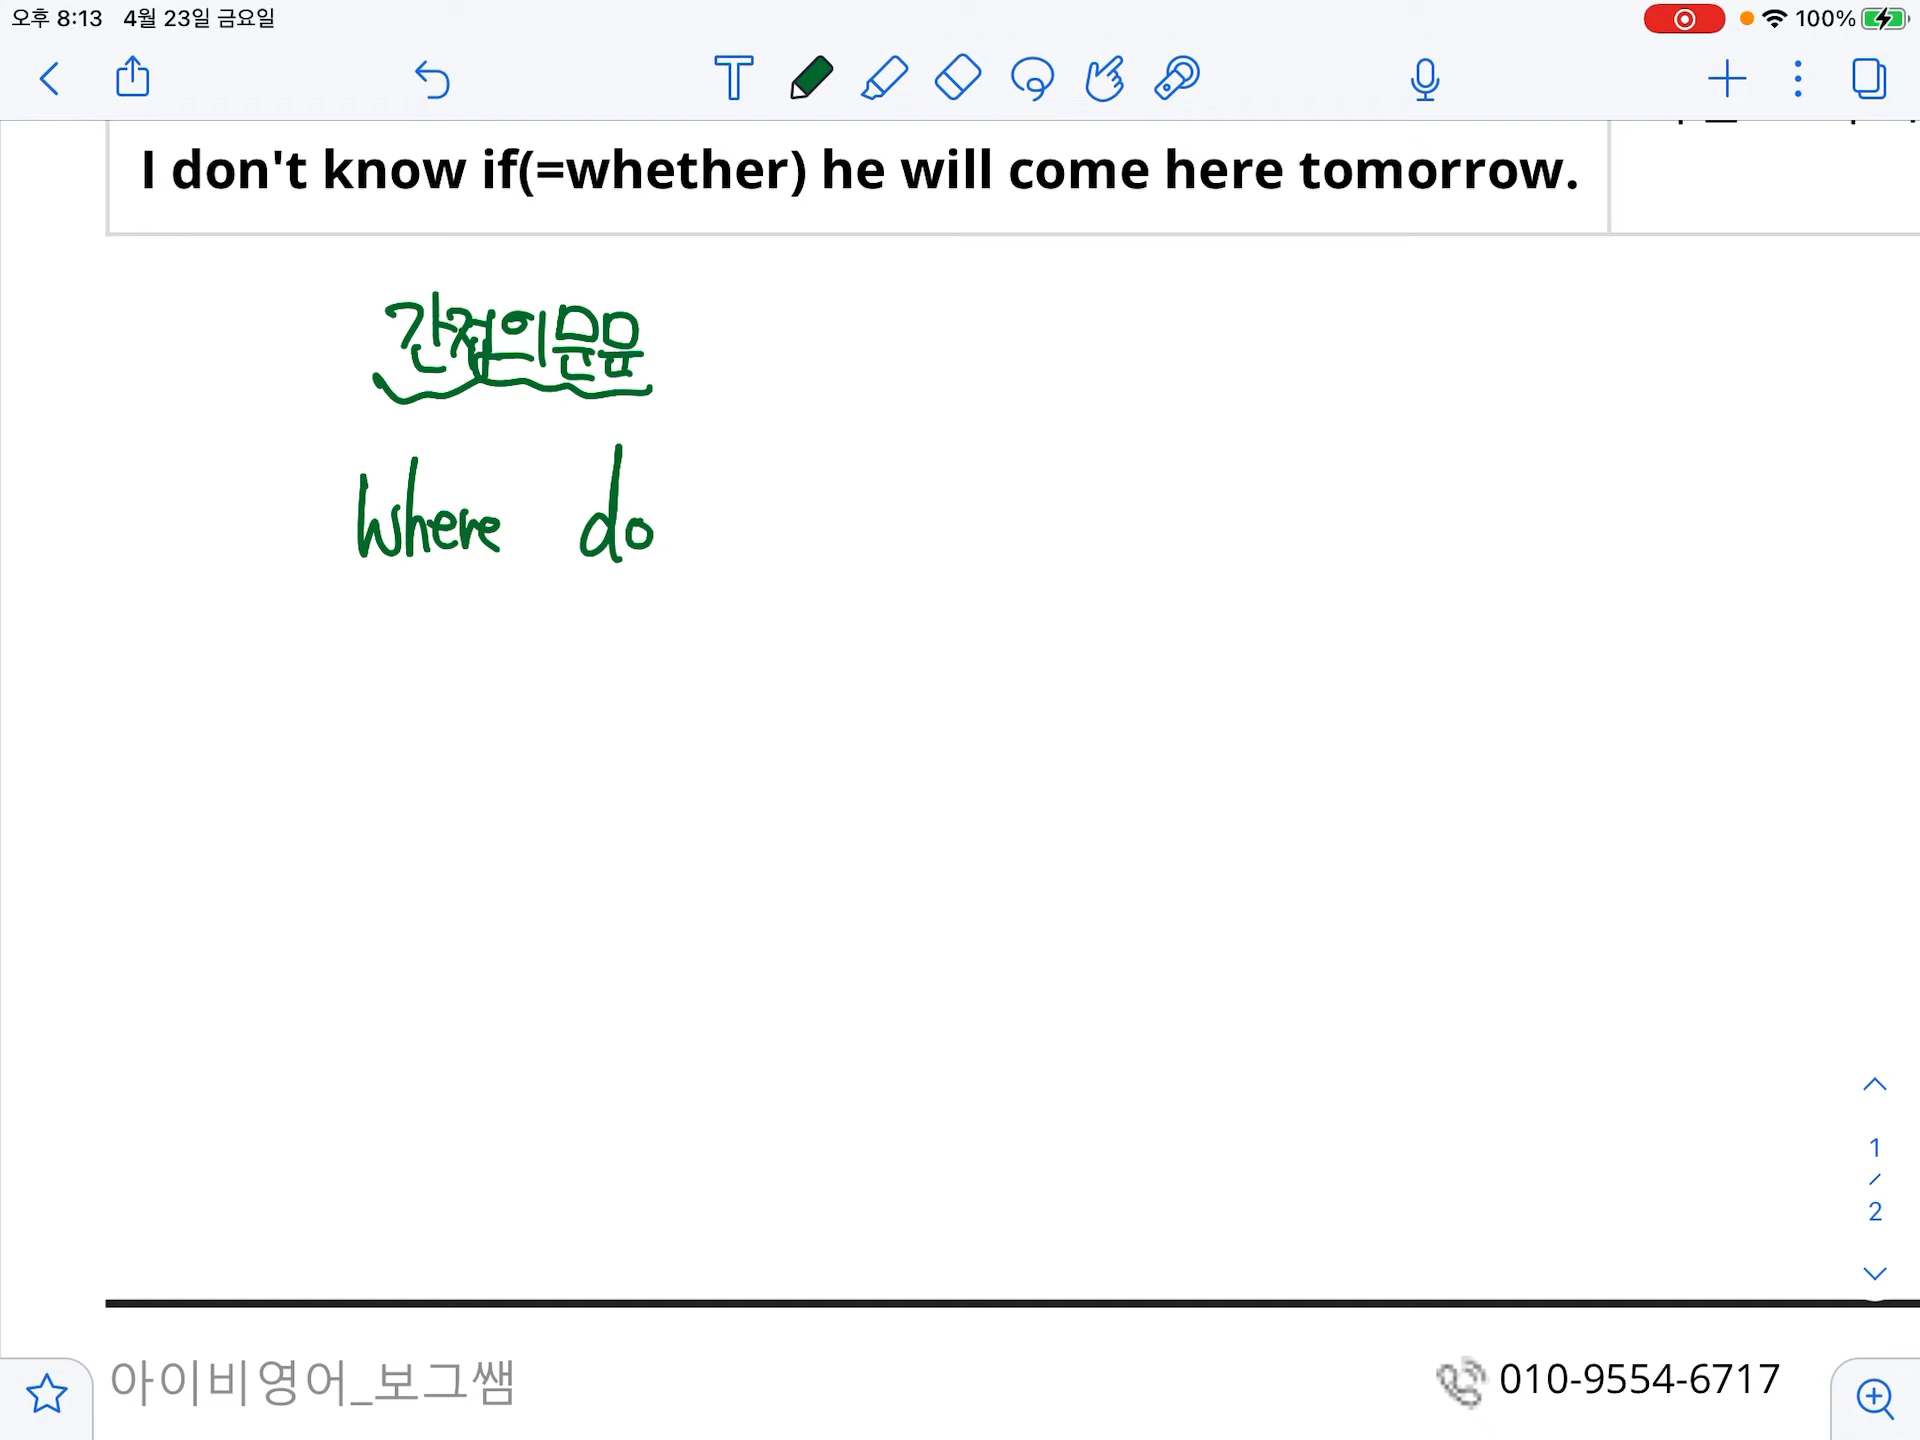 오후 8:13 4월 23일 금요일 100%
I don't know if(=whether) he will come here tomorrow.
간접의문문
Where do
1
/
2
아이비영어_보그쌤 010-9554-6717